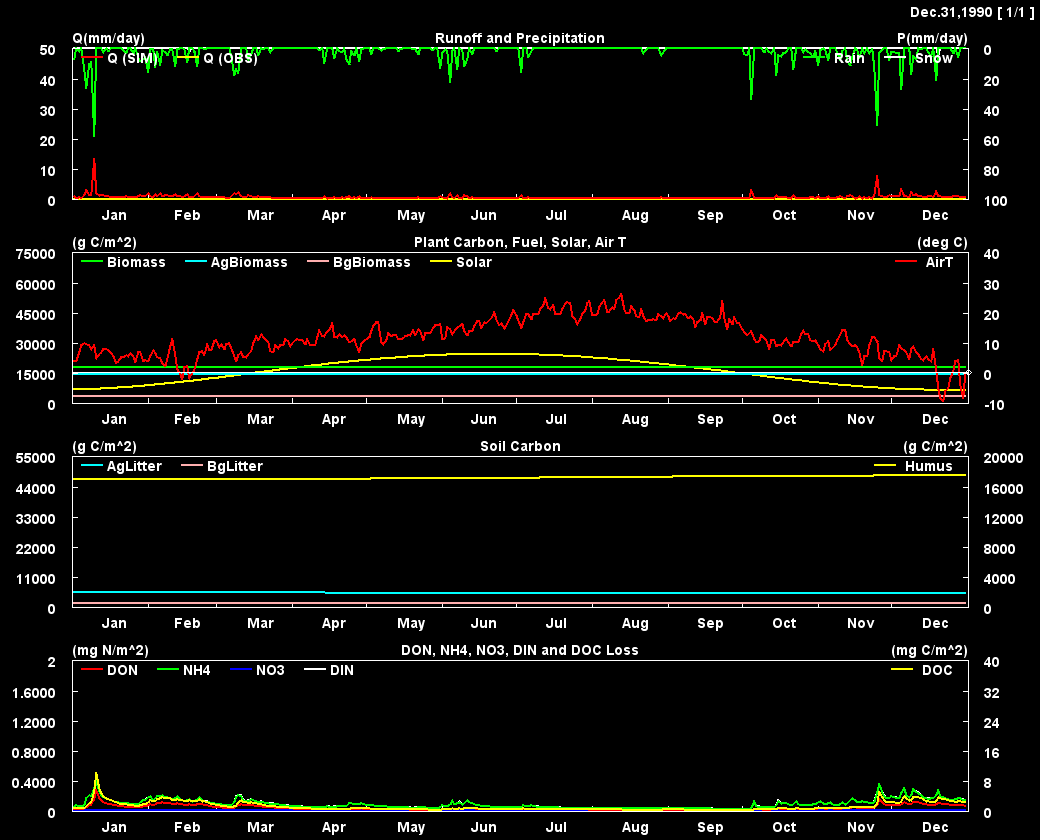 Dec.31,1990 [ 1/1 ]
Q(mm/day) Runoff and Precipitation P(mm/day)
50 0
Q (SIM) Q (OBS) Rain Snow
40 20
30 40
20 60
10 80
0 100
Jan Feb Mar Apr May Jun Jul Aug Sep Oct Nov Dec
(g C/m^2) Plant Carbon, Fuel, Solar, Air T (deg C)
75000 40
Biomass AgBiomass BgBiomass Solar AirT
60000 30
45000 20
30000 10
15000 0
0 -10
Jan Feb Mar Apr May Jun Jul Aug Sep Oct Nov Dec
(g C/m^2) Soil Carbon (g C/m^2)
55000 20000
AgLitter BgLitter Humus
44000 16000
33000 12000
22000 8000
11000 4000
0 0
Jan Feb Mar Apr May Jun Jul Aug Sep Oct Nov Dec
(mg N/m^2) DON, NH4, NO3, DIN and DOC Loss (mg C/m^2)
2 40
DON NH4 NO3 DIN DOC
1.6000 32
1.2000 24
0.8000 16
0.4000 8
0 0
Jan Feb Mar Apr May Jun Jul Aug Sep Oct Nov Dec